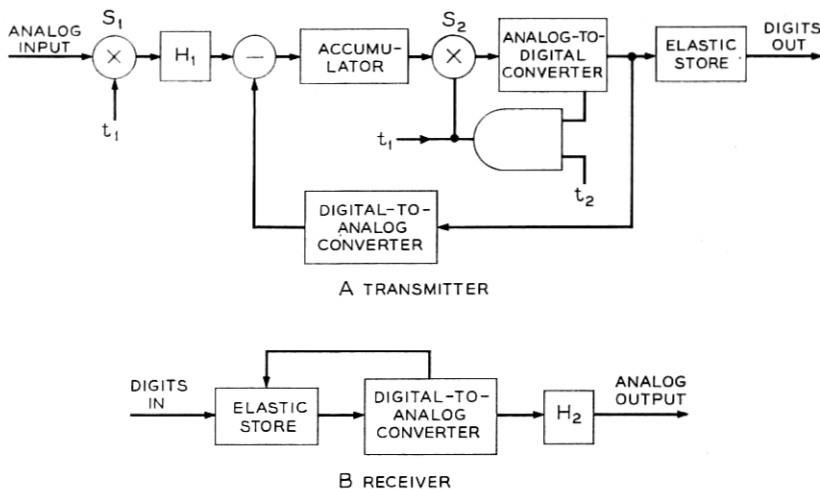 ANALOG
INPUT
S₁
×
t₁
H₁
−
ACCUMU-
LATOR
S₂
×
ANALOG-TO-
DIGITAL
CONVERTER
ELASTIC
STORE
DIGITS
OUT
t₁
t₂
DIGITAL-TO-
ANALOG
CONVERTER
A TRANSMITTER
DIGITS
IN
ELASTIC
STORE
DIGITAL-TO-
ANALOG
CONVERTER
H₂
ANALOG
OUTPUT
B RECEIVER